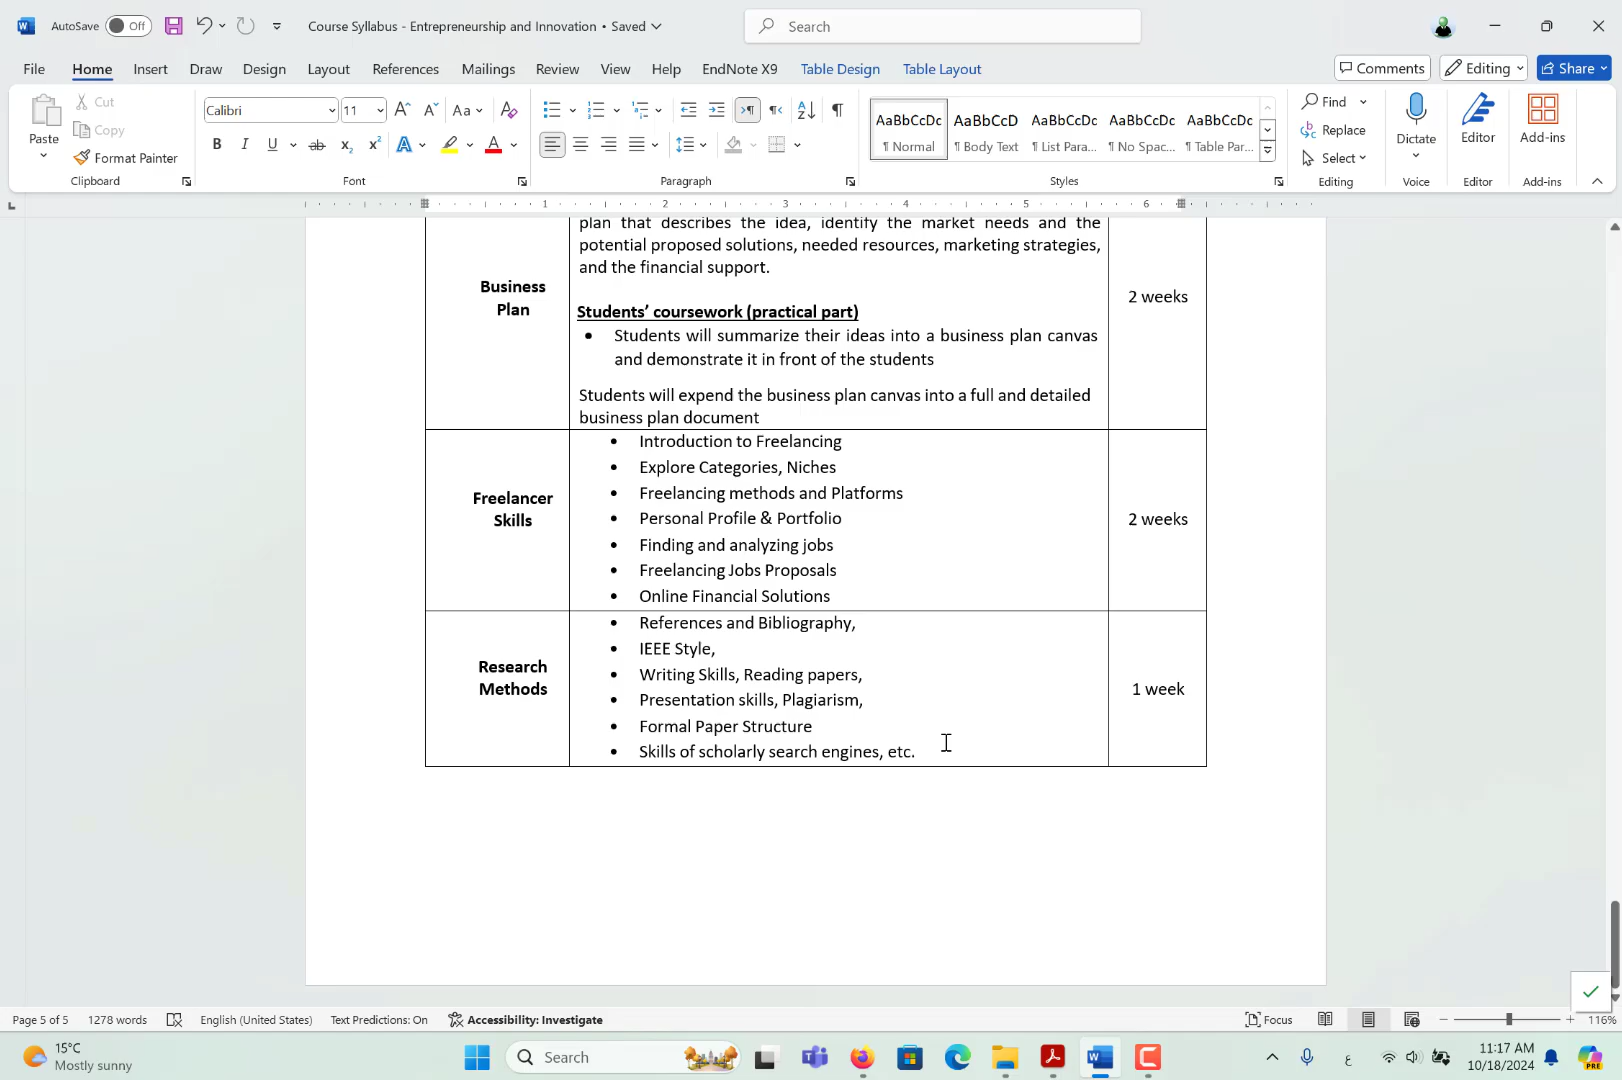 AutoSave Off Course Syllabus - Entrepreneurship and Innovation • Saved Search
File Home Insert Draw Design Layout References Mailings Review View Help EndNote X9 Table Design Table Layout Comments Editing Share
Paste Cut Copy Format Painter Clipboard
Calibri 11 Aa Font
Paragraph
AaBbCcDc AaBbCcD AaBbCcDc AaBbCcDc AaBbCcDc
¶ Normal ¶ Body Text ¶ List Para... ¶ No Spac... ¶ Table Par...
Styles
Find Replace Select Editing
Dictate Voice
Editor Editor
Add-ins Add-ins
1 2 3 4 5 6
plan that describes the idea, identify the market needs and the
potential proposed solutions, needed resources, marketing strategies,
and the financial support.
Business
Plan
2 weeks
Students’ coursework (practical part)
• Students will summarize their ideas into a business plan canvas
and demonstrate it in front of the students
Students will expend the business plan canvas into a full and detailed
business plan document
Freelancer
Skills
• Introduction to Freelancing
• Explore Categories, Niches
• Freelancing methods and Platforms
• Personal Profile & Portfolio
• Finding and analyzing jobs
• Freelancing Jobs Proposals
• Online Financial Solutions
2 weeks
Research
Methods
• References and Bibliography,
• IEEE Style,
• Writing Skills, Reading papers,
• Presentation skills, Plagiarism,
• Formal Paper Structure
• Skills of scholarly search engines, etc.
1 week
Page 5 of 5 1278 words English (United States) Text Predictions: On Accessibility: Investigate Focus 116%
15°C
Mostly sunny
Search
ع
11:17 AM
10/18/2024
PRE